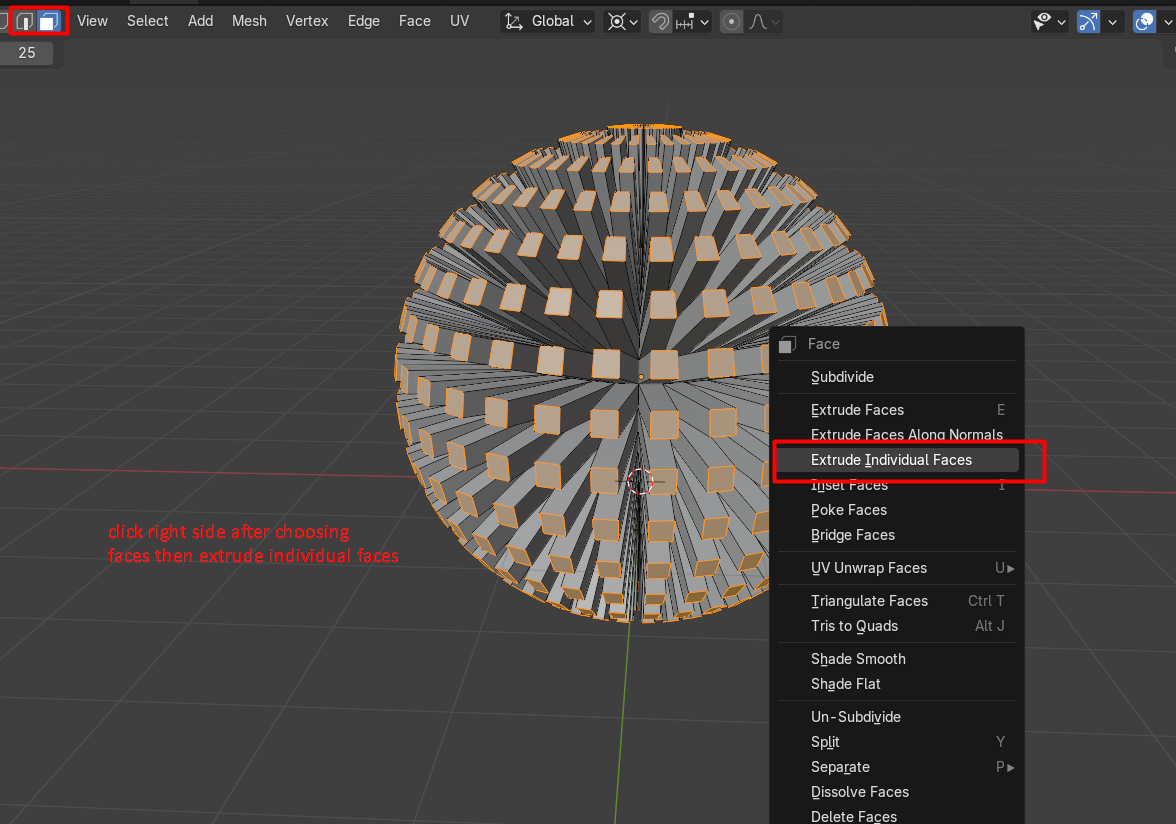 View Select Add Mesh Vertex Edge Face UV Global
25
Face
Subdivide
Extrude Faces E
Extrude Faces Along Normals
Extrude Individual Faces
Inset Faces I
Poke Faces
Bridge Faces
click right side after choosing
faces then extrude individual faces
UV Unwrap Faces U
Triangulate Faces Ctrl T
Tris to Quads Alt J
Shade Smooth
Shade Flat
Un-Subdivide
Split Y
Separate P
Dissolve Faces
Delete Faces